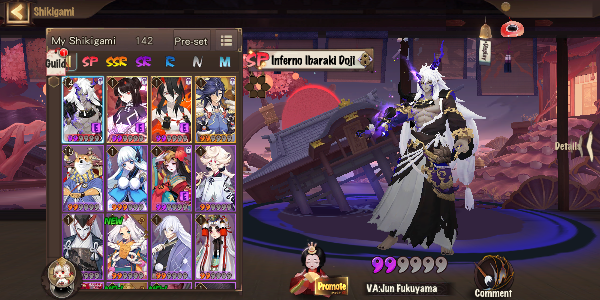 Shikigami
My Shikigami 142 Pre-set
Guild
SP SSR SR R N M
SP Inferno Ibaraki Doji
Details
NEW
Promote
VA:Jun Fukuyama
Comment